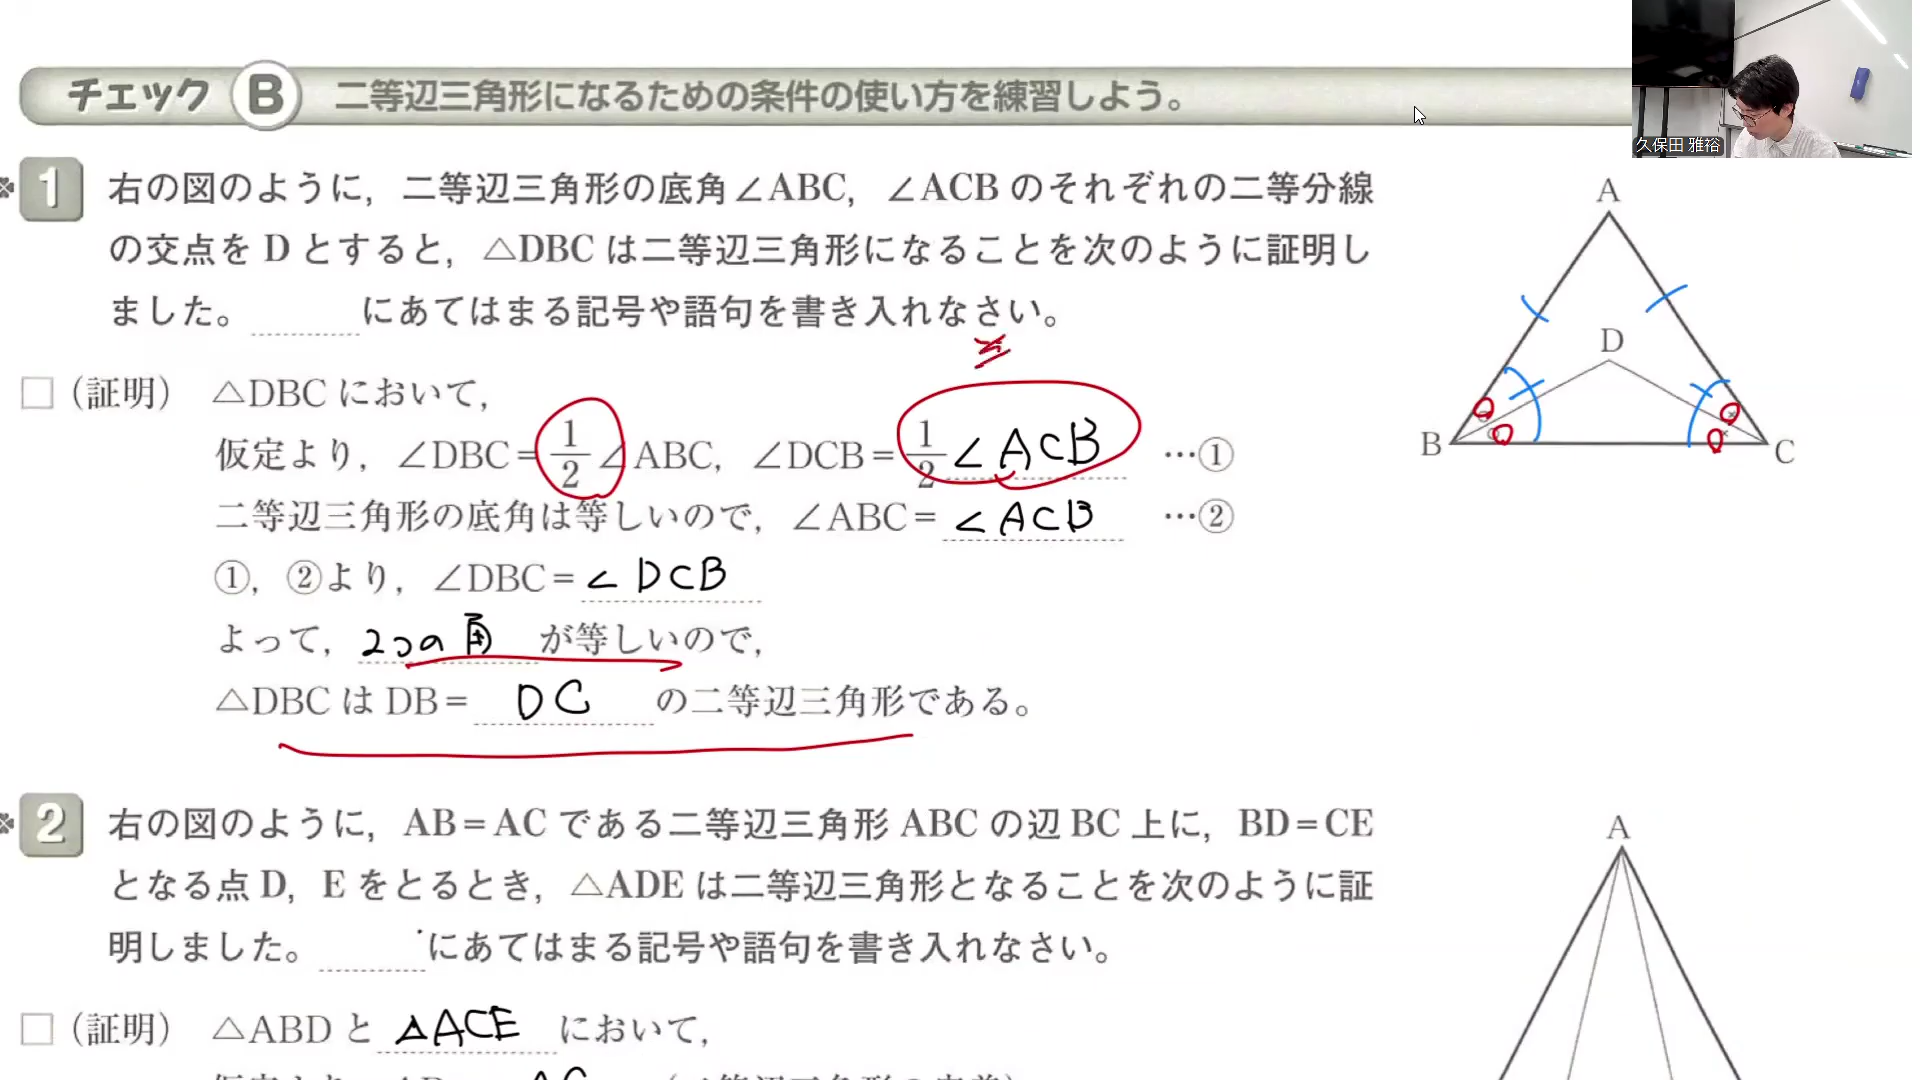 チェック B 二等辺三角形になるための条件の使い方を練習しよう。
久保田 雅裕
1 右の図のように，二等辺三角形の底角∠ABC，∠ACBのそれぞれの二等分線
の交点をDとすると，△DBCは二等辺三角形になることを次のように証明し
ました。 にあてはまる記号や語句を書き入れなさい。
A
D
B
C
□（証明） △DBCにおいて，
仮定より，∠DBC=1/2∠ABC，∠DCB=1/2∠ACB …①
二等辺三角形の底角は等しいので，∠ABC=∠ACB …②
①，②より，∠DBC=∠DCB
よって，2つの角が等しいので，
△DBCはDB=DCの二等辺三角形である。
2 右の図のように，AB=ACである二等辺三角形ABCの辺BC上に，BD=CE
となる点D，Eをとるとき，△ADEは二等辺三角形となることを次のように証
明しました。 にあてはまる記号や語句を書き入れなさい。
A
□（証明） △ABDと△ACEにおいて，